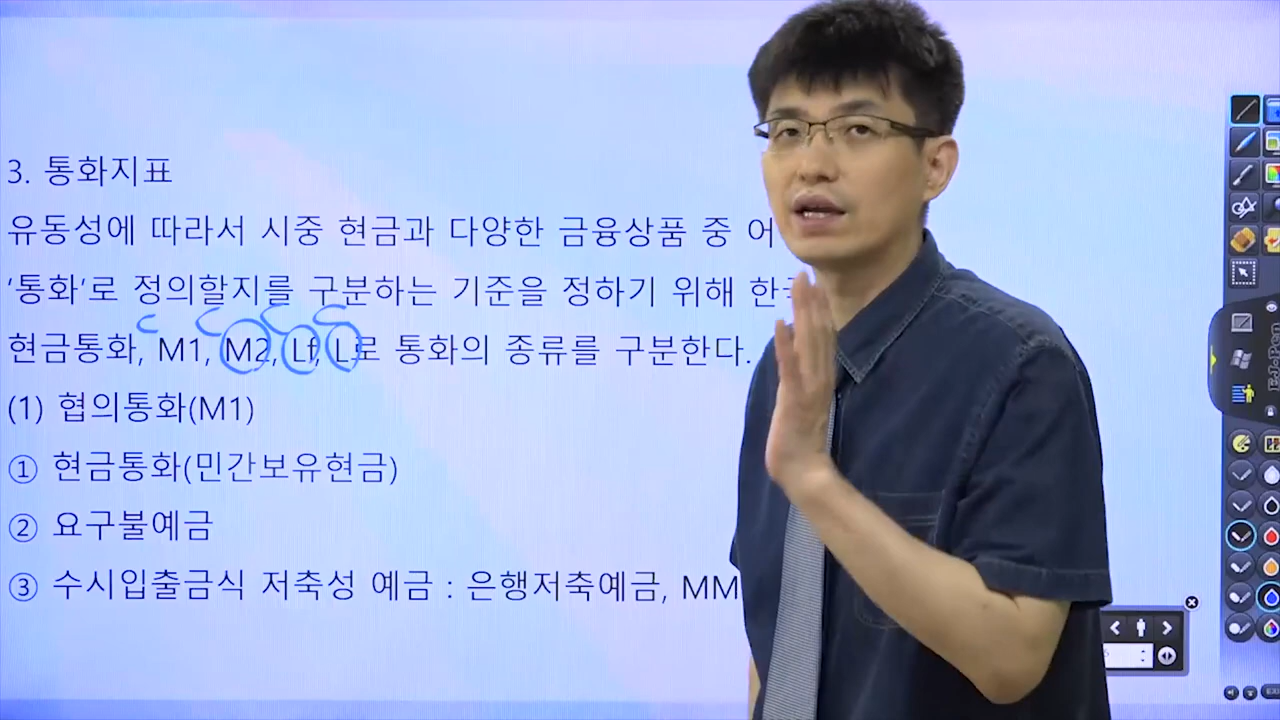 3. 통화지표
유동성에 따라서 시중 현금과 다양한 금융상품 중 어
‘통화’로 정의할지를 구분하는 기준을 정하기 위해
현금통화, M1, M2, Lf, L로 통화의 종류를 구분한다.
(1) 협의통화(M1)
① 현금통화(민간보유현금)
② 요구불예금
③ 수시입출금식 저축성 예금 : 은행저축예금, MM